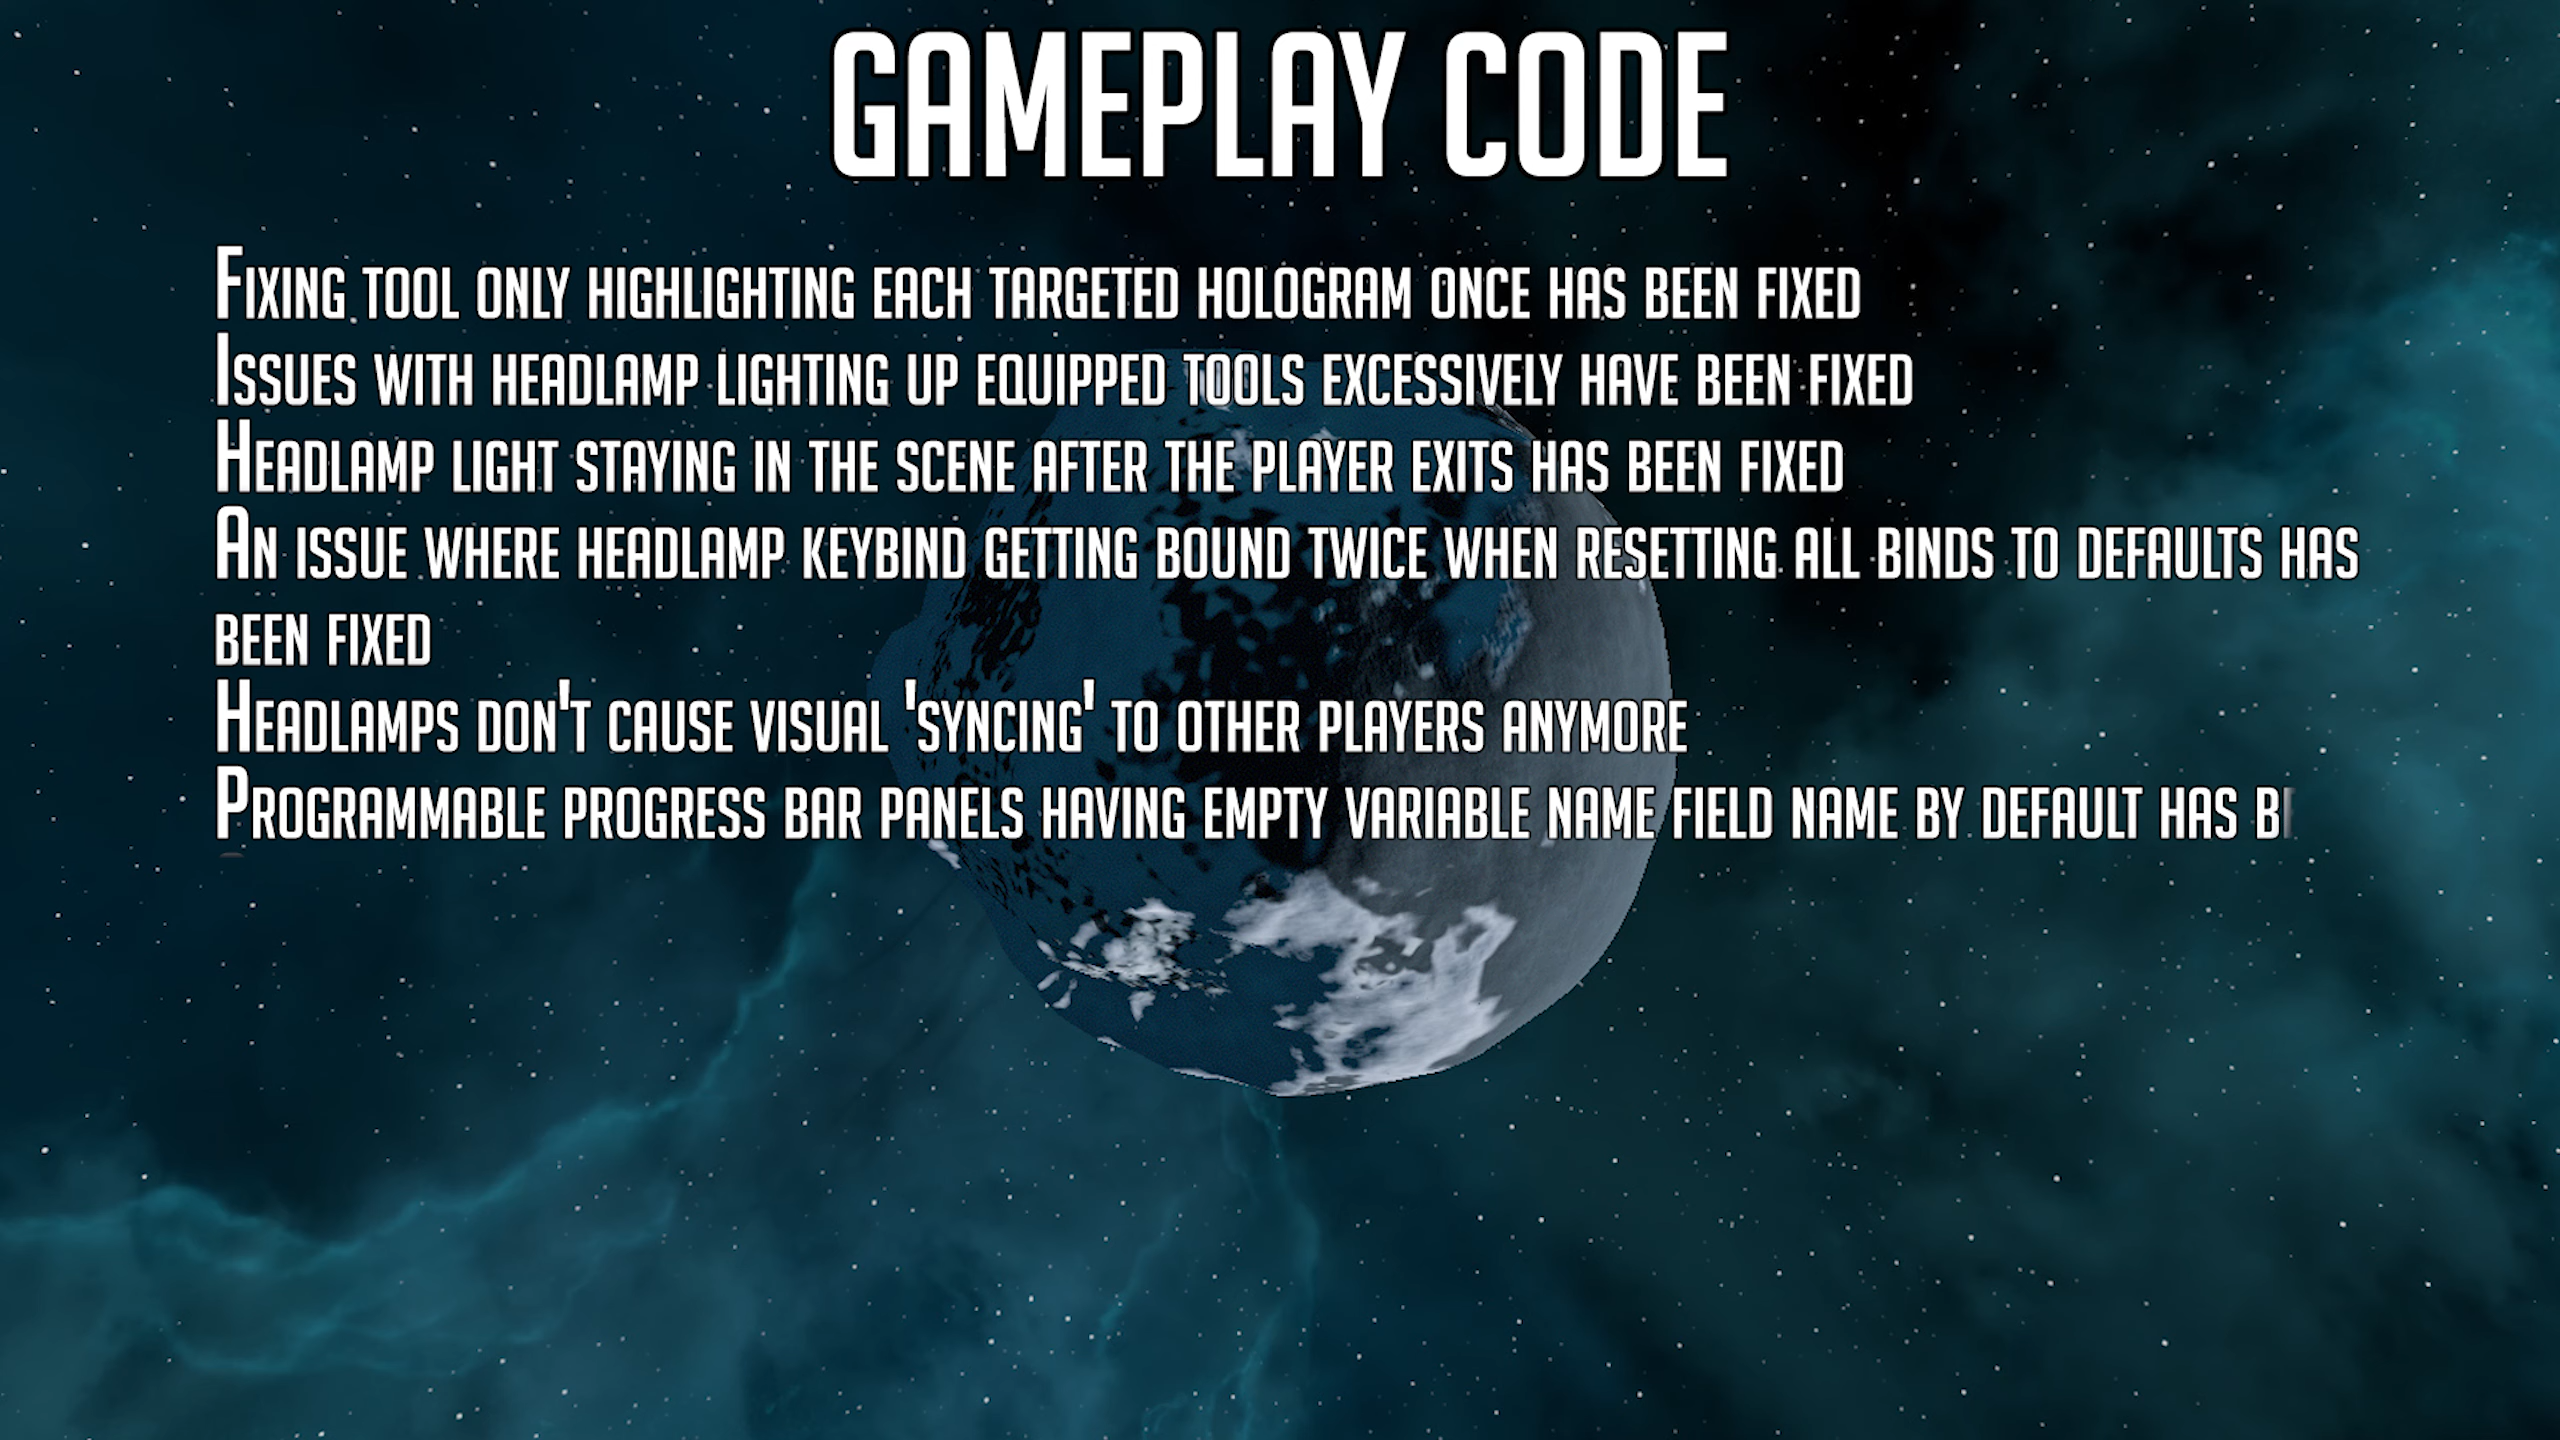 GAMEPLAY CODE
Fixing tool only highlighting each targeted hologram once has been fixed
Issues with headlamp lighting up equipped tools excessively have been fixed
Headlamp light staying in the scene after the player exits has been fixed
An issue where headlamp keybind getting bound twice when resetting all binds to defaults has
been fixed
Headlamps don't cause visual 'syncing' to other players anymore
Programmable progress bar panels having empty variable name field name by default has